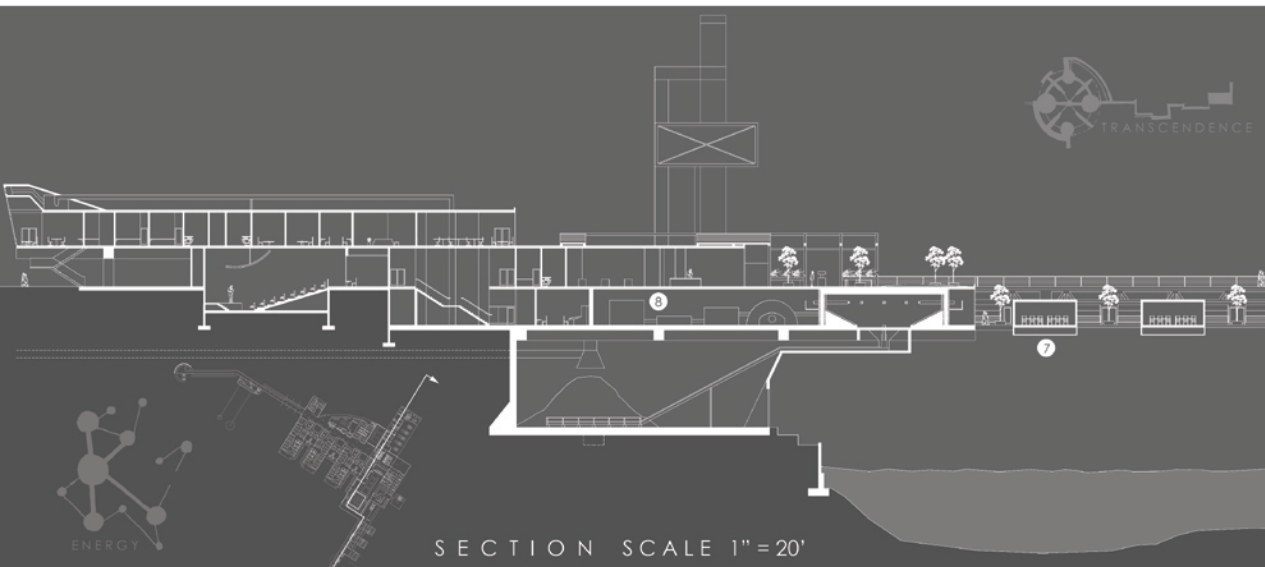 TRANSCENDENCE
8
7
ENERGY
SECTION SCALE 1" = 20'